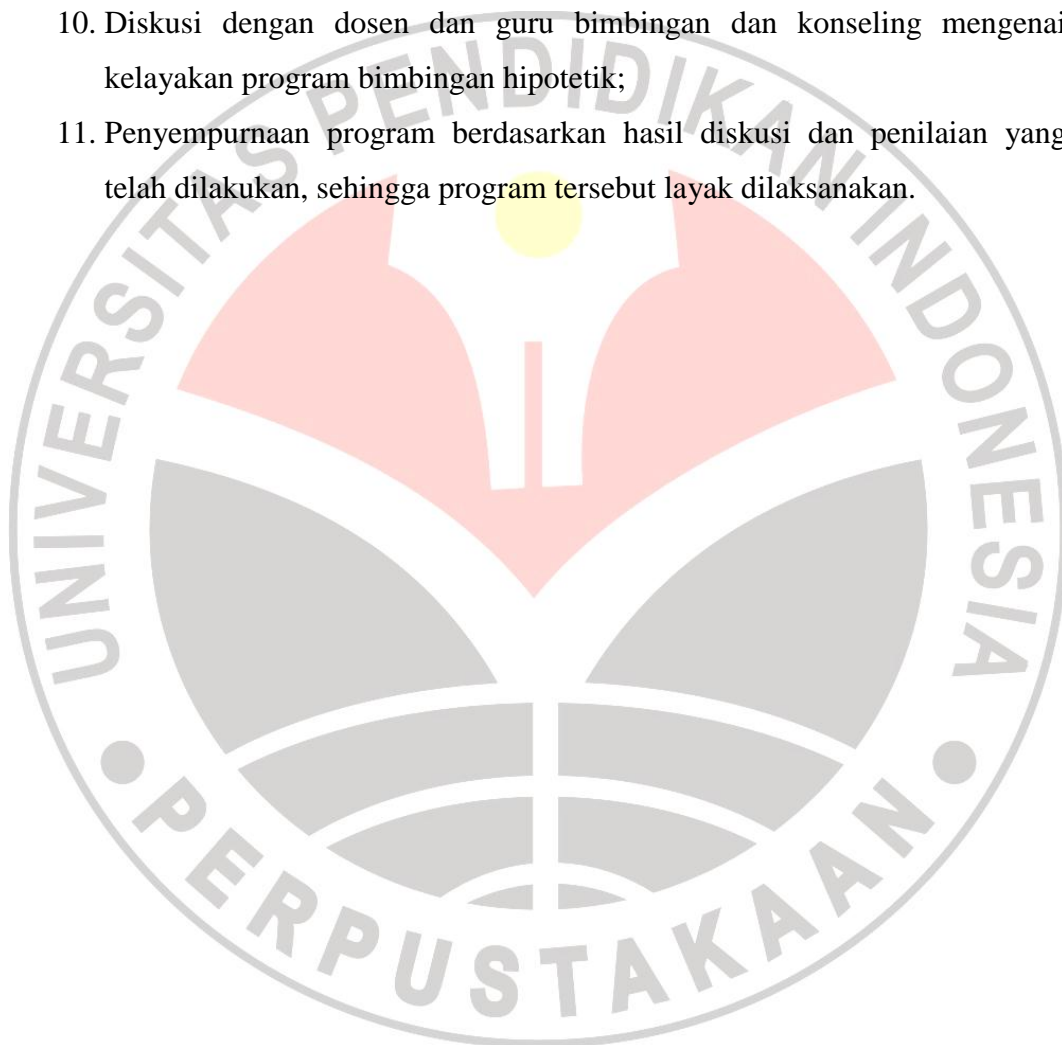 10. Diskusi dengan dosen dan guru bimbingan dan konseling mengenai
kelayakan program bimbingan hipotetik;
11. Penyempurnaan program berdasarkan hasil diskusi dan penilaian yang
telah dilakukan, sehingga program tersebut layak dilaksanakan.
UNIVERSITAS PENDIDIKAN INDONESIA
PERPUSTAKAAN